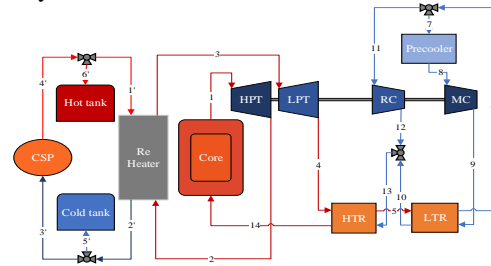 7
Precooler
3
11
8
4'
6'
1'
1
Hot tank
HPT
LPT
RC
MC
CSP
Re
Heater
Core
12
9
4
13
10
Cold tank
3'
5'
2'
14
HTR
5
LTR
2